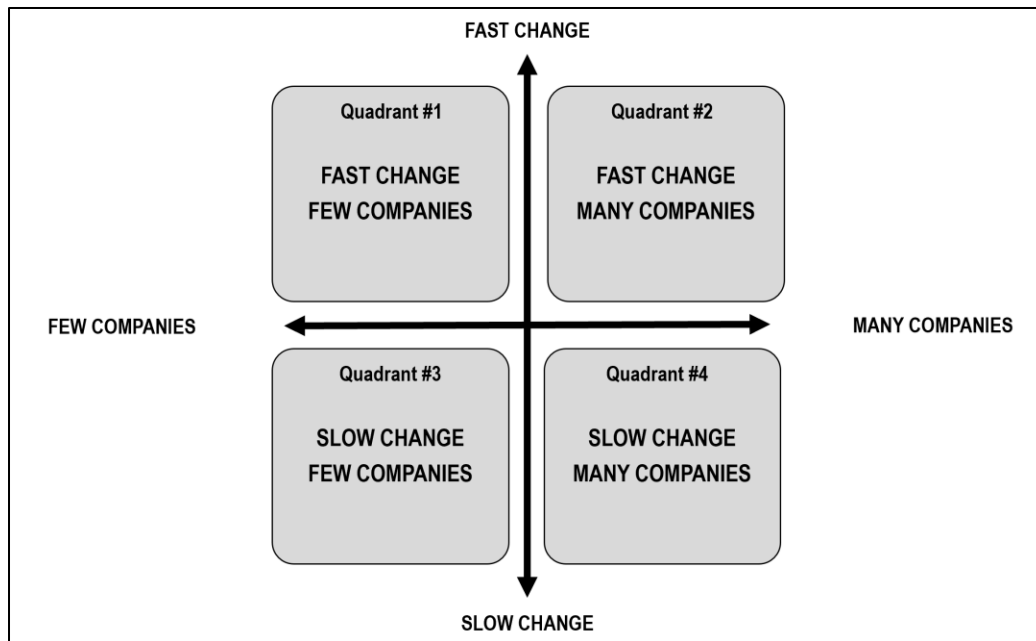 FAST CHANGE
Quadrant #1
FAST CHANGE
FEW COMPANIES
Quadrant #2
FAST CHANGE
MANY COMPANIES
FEW COMPANIES
MANY COMPANIES
Quadrant #3
SLOW CHANGE
FEW COMPANIES
Quadrant #4
SLOW CHANGE
MANY COMPANIES
SLOW CHANGE